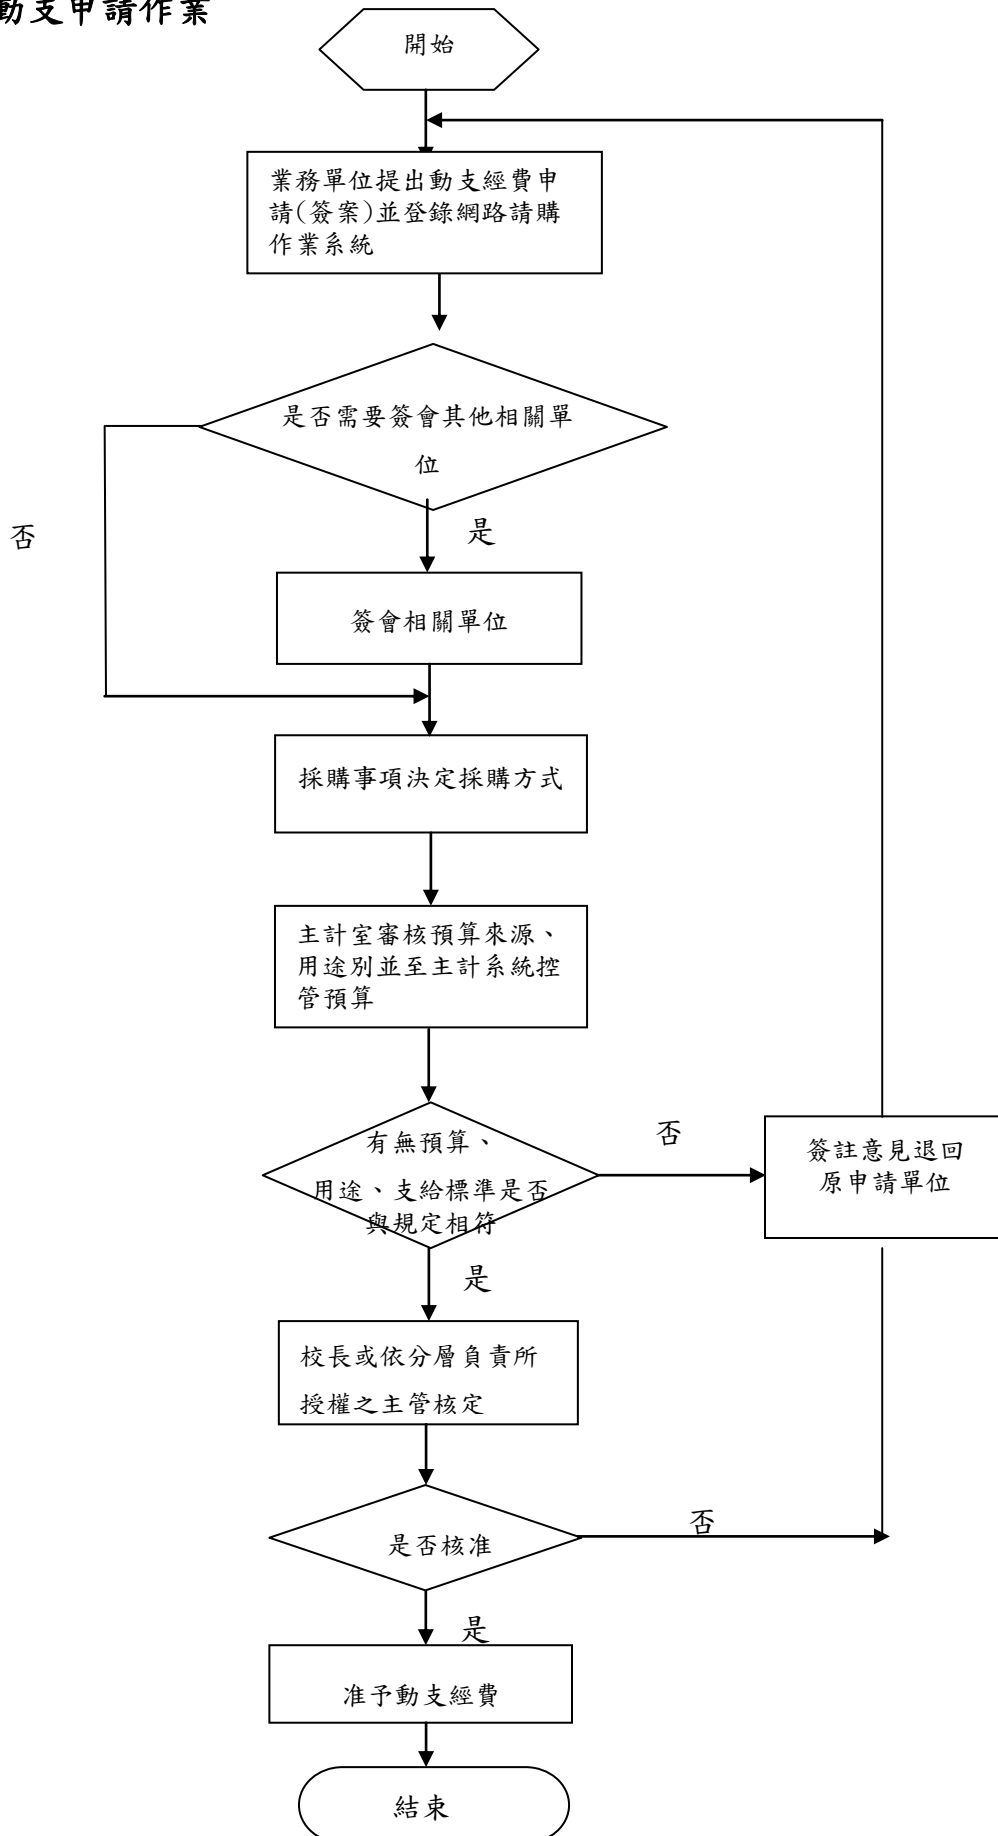 動支申請作業
開始
業務單位提出動支經費申
請(簽案)並登錄網路請購
作業系統
是否需要簽會其他相關單
位
否
是
簽會相關單位
採購事項決定採購方式
主計室審核預算來源、
用途別並至主計系統控
管預算
有無預算、
用途、支給標準是否
與規定相符
否
簽註意見退回
原申請單位
是
校長或依分層負責所
授權之主管核定
是否核准
否
是
准予動支經費
結束